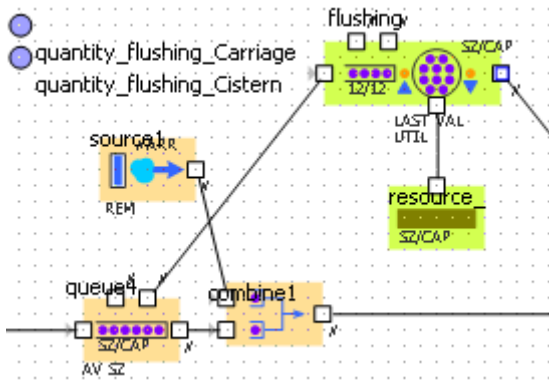 flushing
quantity_flushing_Carriage
SZ/CAP
quantity_flushing_Cistern
12/12
LAST VAL
UTIL
source1
REM
resource_
SZ/CAP
queue4
combine1
SZ/CAP
AV SZ